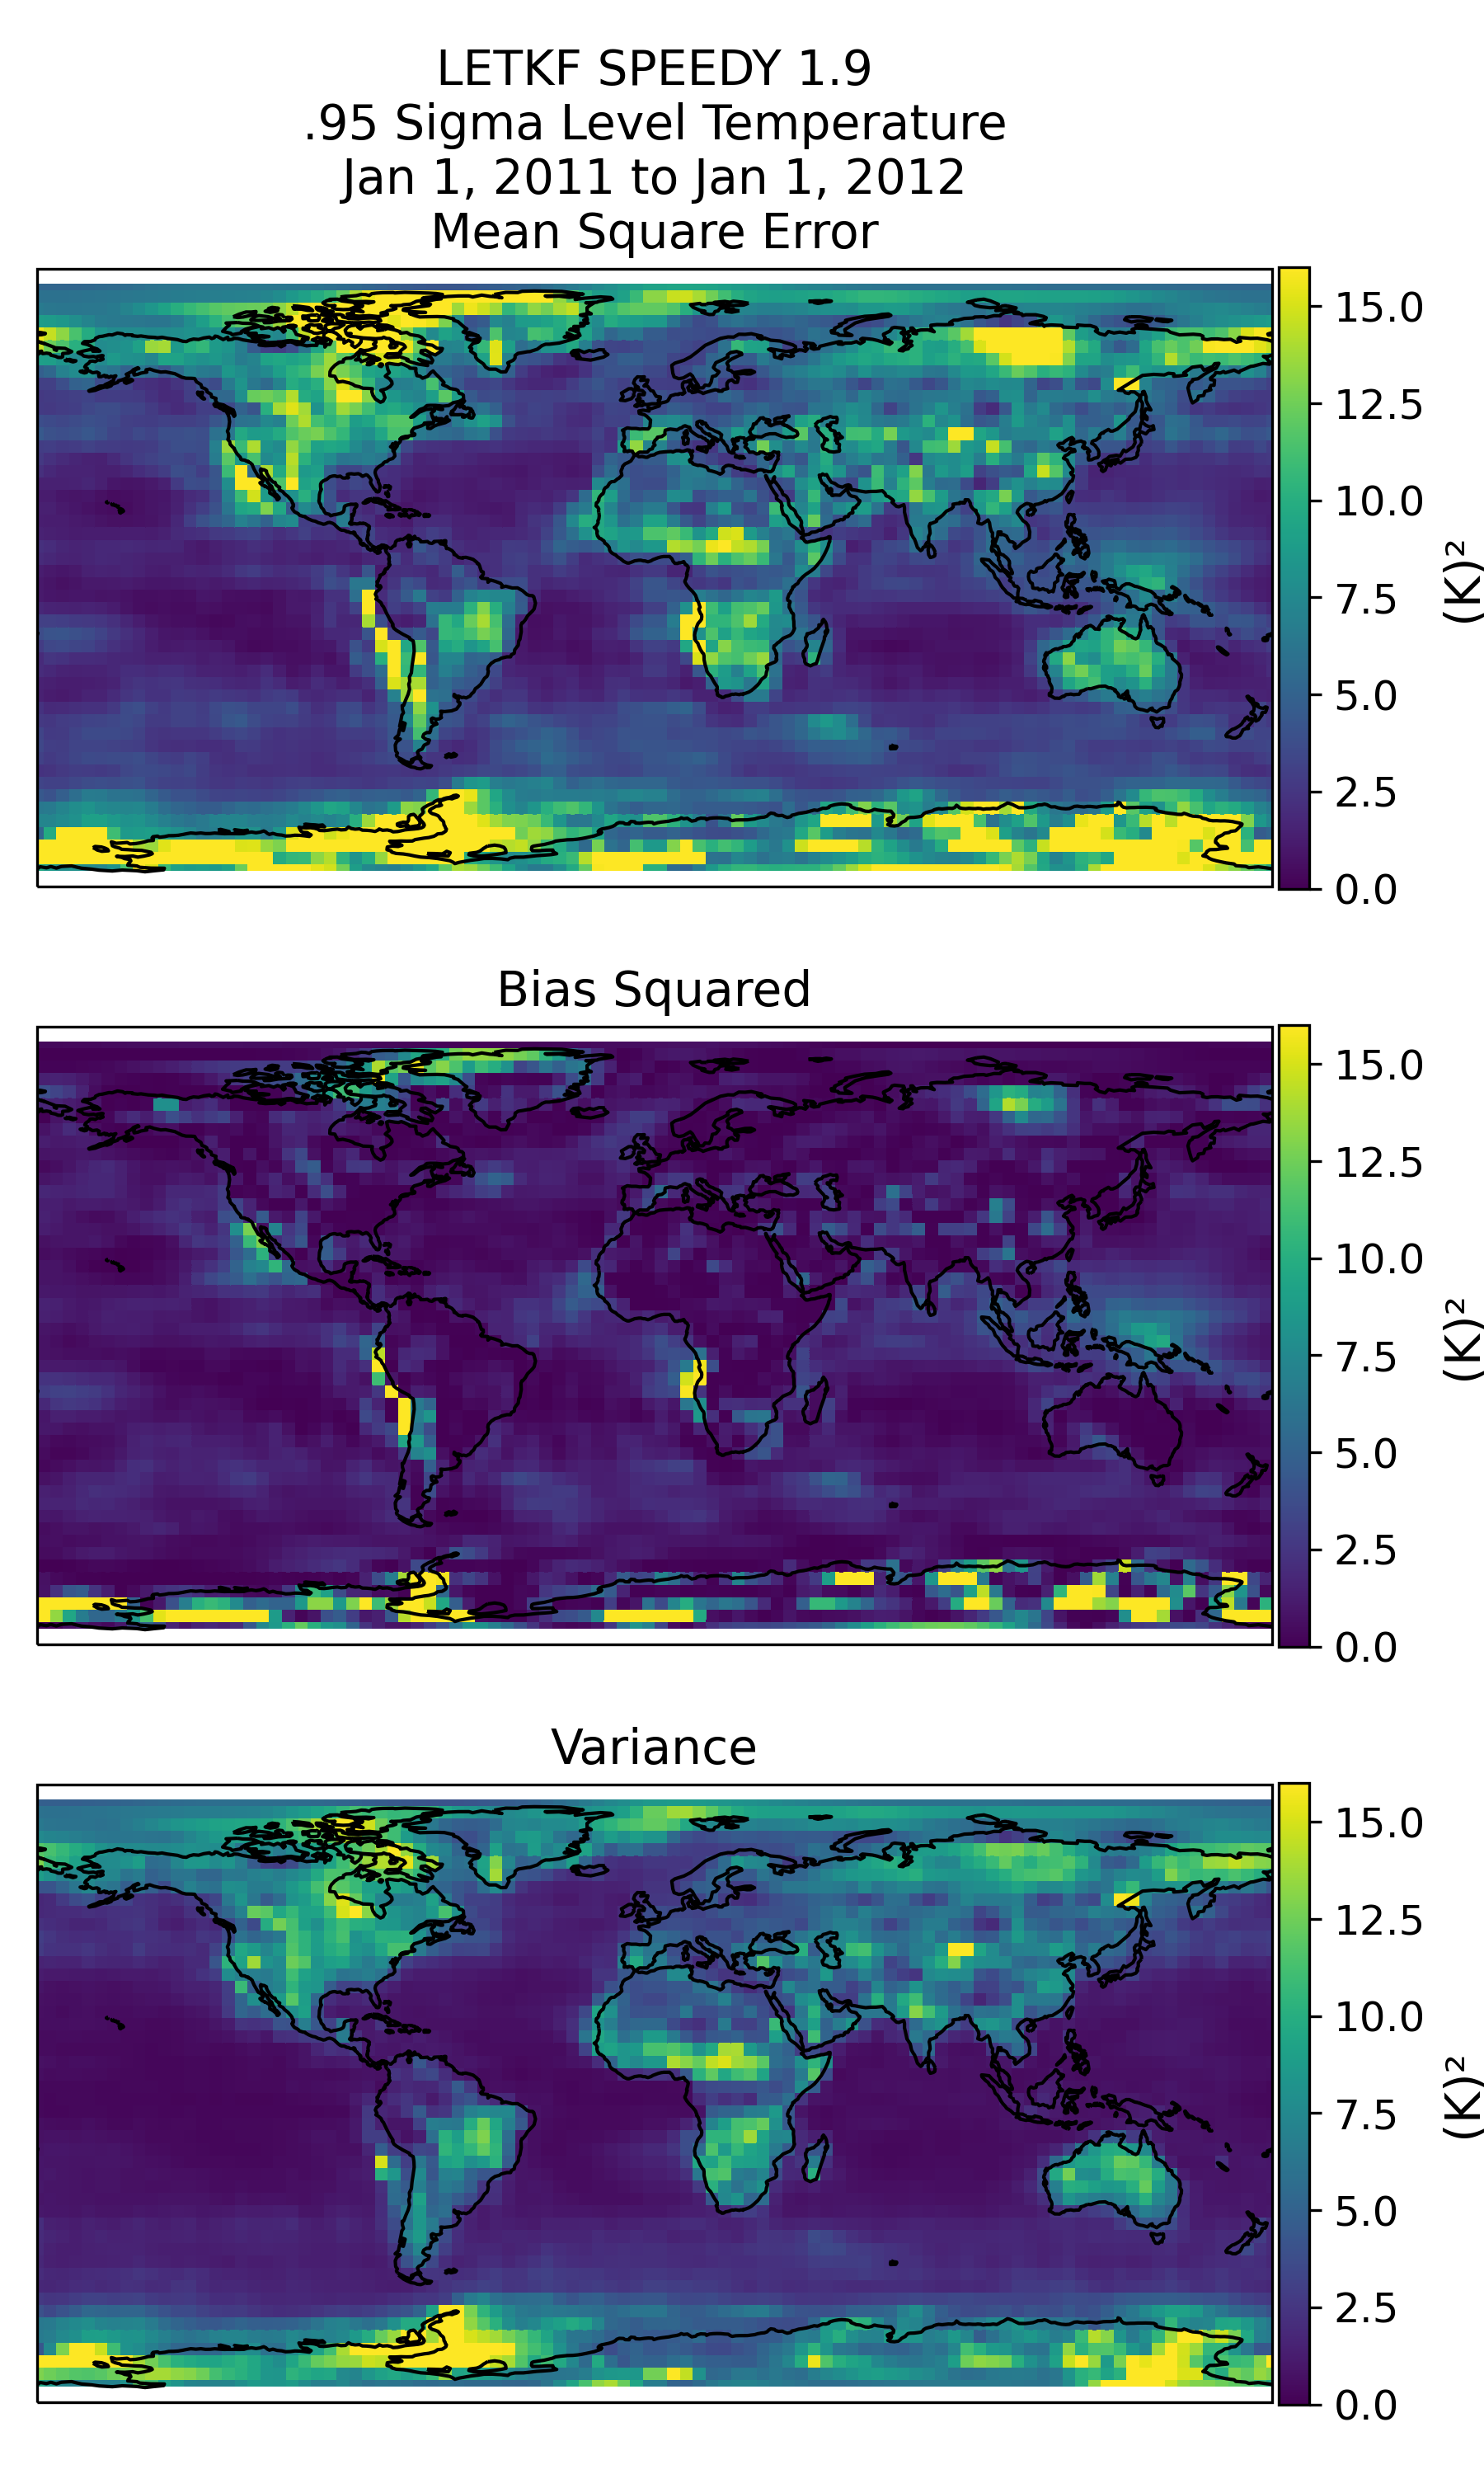 LETKF SPEEDY 1.9
.95 Sigma Level Temperature
Jan 1, 2011 to Jan 1, 2012
Mean Square Error
15.0
12.5
10.0
7.5
5.0
2.5
0.0
(K)²
Bias Squared
15.0
12.5
10.0
7.5
5.0
2.5
0.0
(K)²
Variance
15.0
12.5
10.0
7.5
5.0
2.5
0.0
(K)²